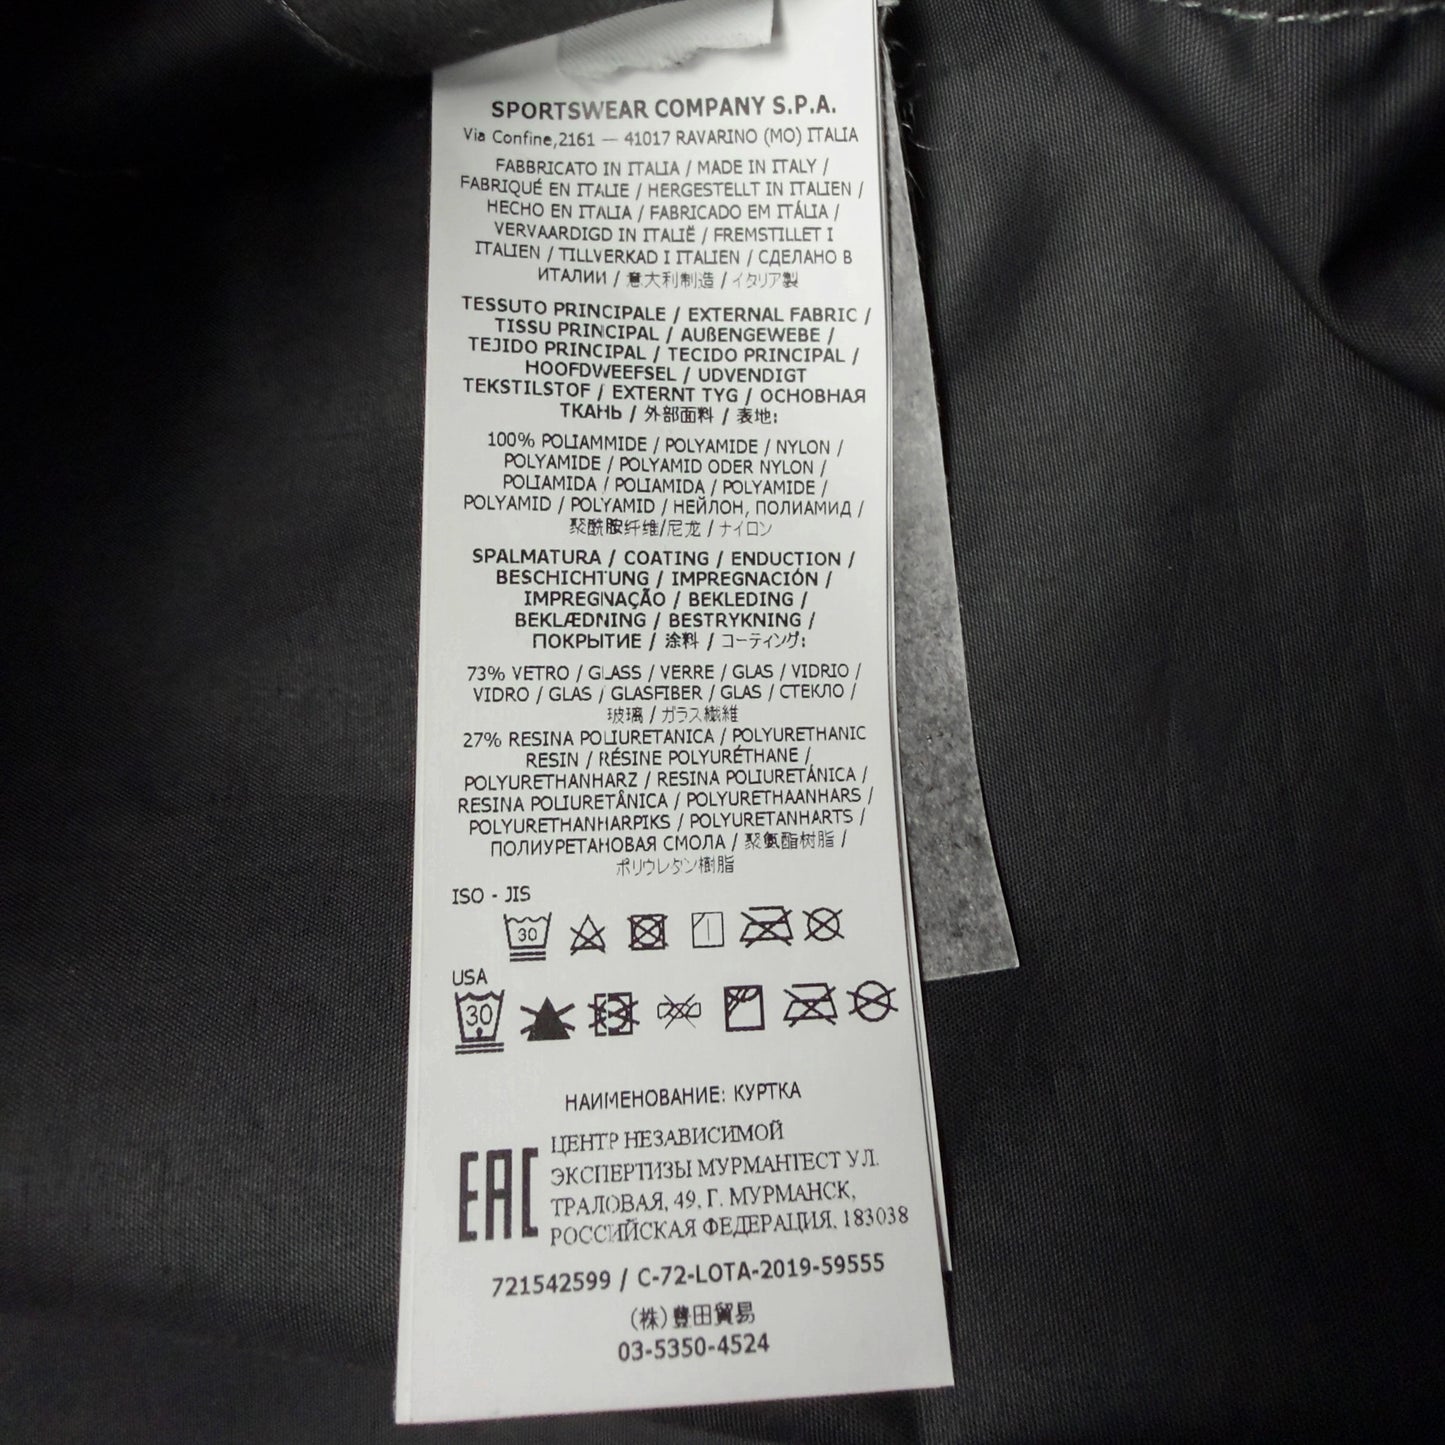 SPORTSWEAR COMPANY S.P.A.
Via Confine,2161 — 41017 RAVARINO (MO) ITALIA
FABBRICATO IN ITALIA / MADE IN ITALY /
FABRIQUÉ EN ITALIE / HERGESTELLT IN ITALIEN /
HECHO EN ITALIA / FABRICADO EM ITÁLIA /
VERVAARDIGD IN ITALIË / FREMSTILLET I
ITALIEN / TILLVERKAD I ITALIEN / СДЕЛАНО В
ИТАЛИИ / 意大利制造 / イタリア製
TESSUTO PRINCIPALE / EXTERNAL FABRIC /
TISSU PRINCIPAL / AUßENGEWEBE /
TEJIDO PRINCIPAL / TECIDO PRINCIPAL /
HOOFDWEEFSEL / UDVENDIGT
TEKSTILSTOF / EXTERNT TYG / ОСНОВНАЯ
ТКАНЬ / 外部面料 / 表地:
100% POLIAMMIDE / POLYAMIDE / NYLON /
POLYAMIDE / POLYAMID ODER NYLON /
POLIAMIDA / POLIAMIDA / POLYAMIDE /
POLYAMID / POLYAMID / НЕЙЛОН, ПОЛИАМИД /
聚酰胺纤维/尼龙 / ナイロン
SPALMATURA / COATING / ENDUCTION /
BESCHICHTUNG / IMPREGNACIÓN /
IMPREGNAÇÃO / BEKLEDING /
BEKLÆDNING / BESTRYKNING /
ПОКРЫТИЕ / 涂料 / コーティング:
73% VETRO / GLASS / VERRE / GLAS / VIDRIO /
VIDRO / GLAS / GLASFIBER / GLAS / СТЕКЛО /
玻璃 / ガラス繊維
27% RESINA POLIURETANICA / POLYURETHANIC
RESIN / RÉSINE POLYURÉTHANE /
POLYURETHANHARZ / RESINA POLIURETÁNICA /
RESINA POLIURETÂNICA / POLYURETHAANHARS /
POLYURETHANHARPIKS / POLYURETANHARTS /
ПОЛИУРЕТАНОВАЯ СМОЛА / 聚氨酯树脂 /
ポリウレタン樹脂
ISO - JIS
30
USA
30
НАИМЕНОВАНИЕ: КУРТКА
EAC
ЦЕНТР НЕЗАВИСИМОЙ
ЭКСПЕРТИЗЫ МУРМАНТЕСТ УЛ.
ТРАЛОВАЯ, 49, Г. МУРМАНСК,
РОССИЙСКАЯ ФЕДЕРАЦИЯ, 183038
721542599 / C-72-LOTA-2019-59555
(株)豊田貿易
03-5350-4524